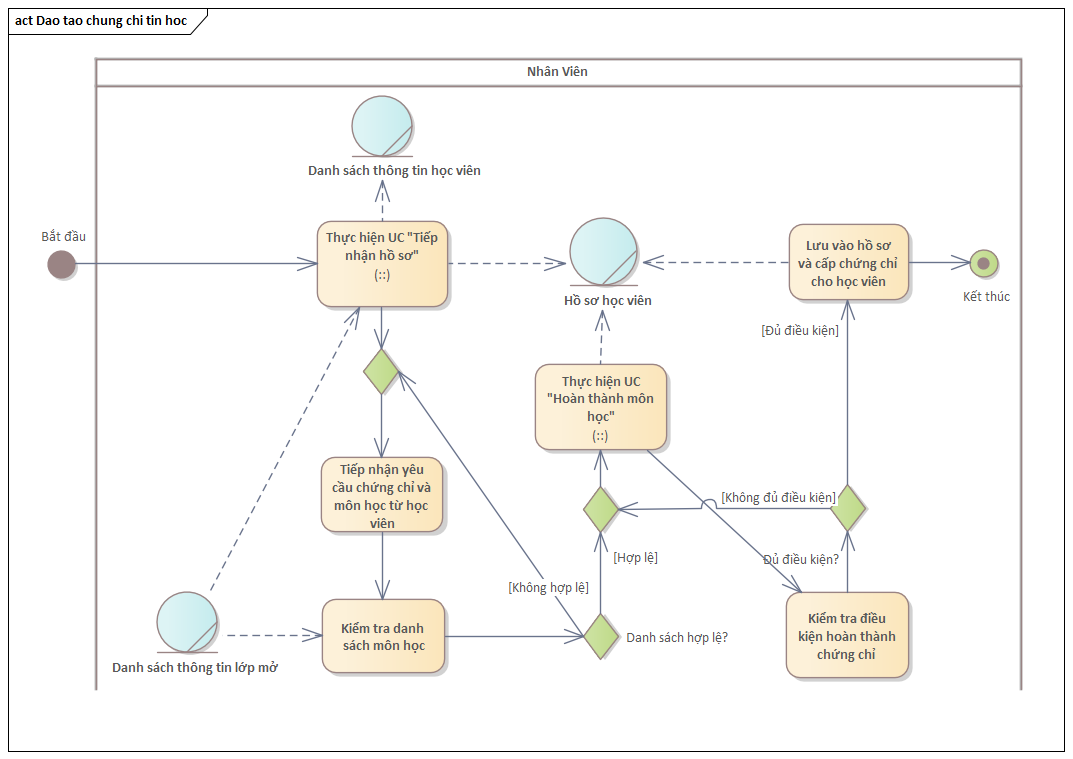 act Dao tao chung chi tin hoc
Nhân Viên
Danh sách thông tin học viên
Bắt đầu
Thực hiện UC "Tiếp
nhận hồ sơ"
(::)
Hồ sơ học viên
Lưu vào hồ sơ
và cấp chứng chỉ
cho học viên
Kết thúc
[Đủ điều kiện]
Thực hiện UC
"Hoàn thành môn
học"
(::)
Tiếp nhận yêu
cầu chứng chỉ và
môn học từ học
viên
[Không đủ điều kiện]
[Hợp lệ]
Đủ điều kiện?
[Không hợp lệ]
Kiểm tra danh
sách môn học
Danh sách hợp lệ?
Kiểm tra điều
kiện hoàn thành
chứng chỉ
Danh sách thông tin lớp mở